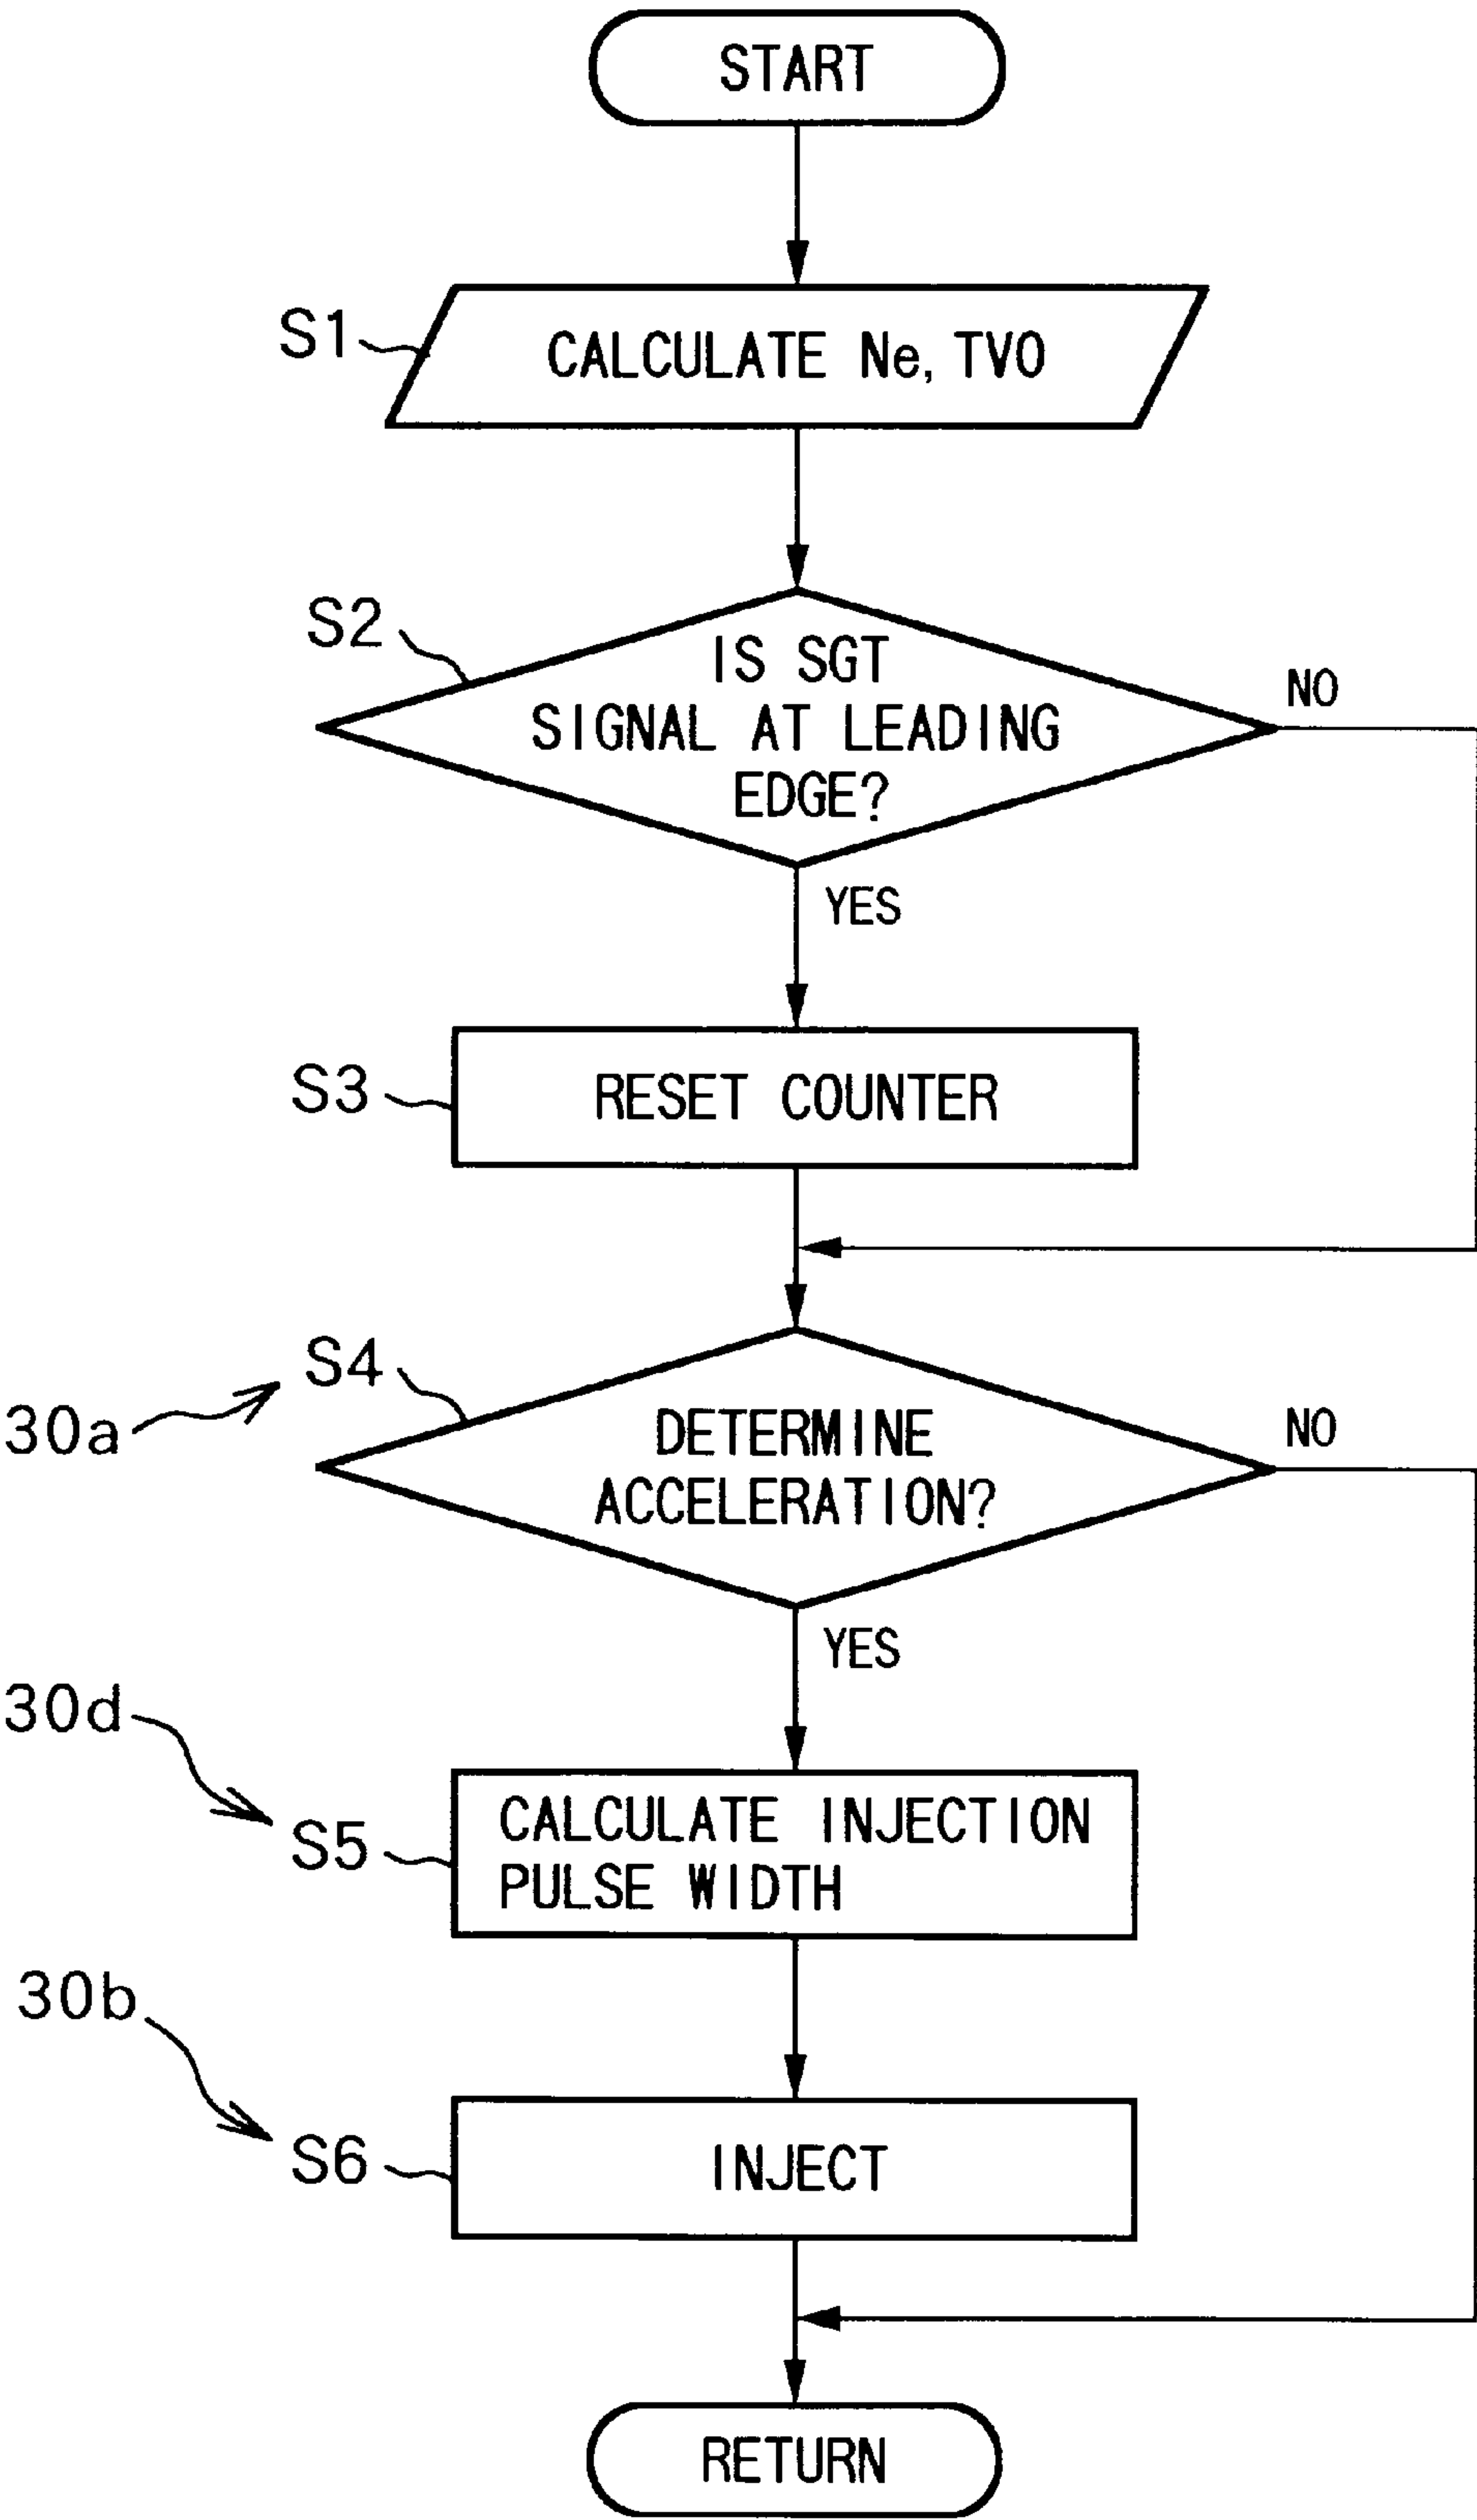 START
S1
CALCULATE Ne, TVO
S2
IS SGT
SIGNAL AT LEADING
EDGE?
NO
YES
S3
RESET COUNTER
S4
30a
DETERMINE
ACCELERATION?
NO
YES
30d
S5
CALCULATE INJECTION
PULSE WIDTH
30b
S6
INJECT
RETURN